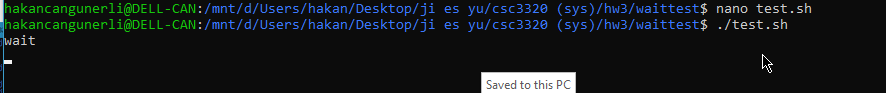 hakancangunerli@DELL-CAN:/mnt/d/Users/hakan/Desktop/ji es yu/csc3320 (sys)/hw3/waittest$ nano test.sh
hakancangunerli@DELL-CAN:/mnt/d/Users/hakan/Desktop/ji es yu/csc3320 (sys)/hw3/waittest$ ./test.sh
wait
Saved to this PC